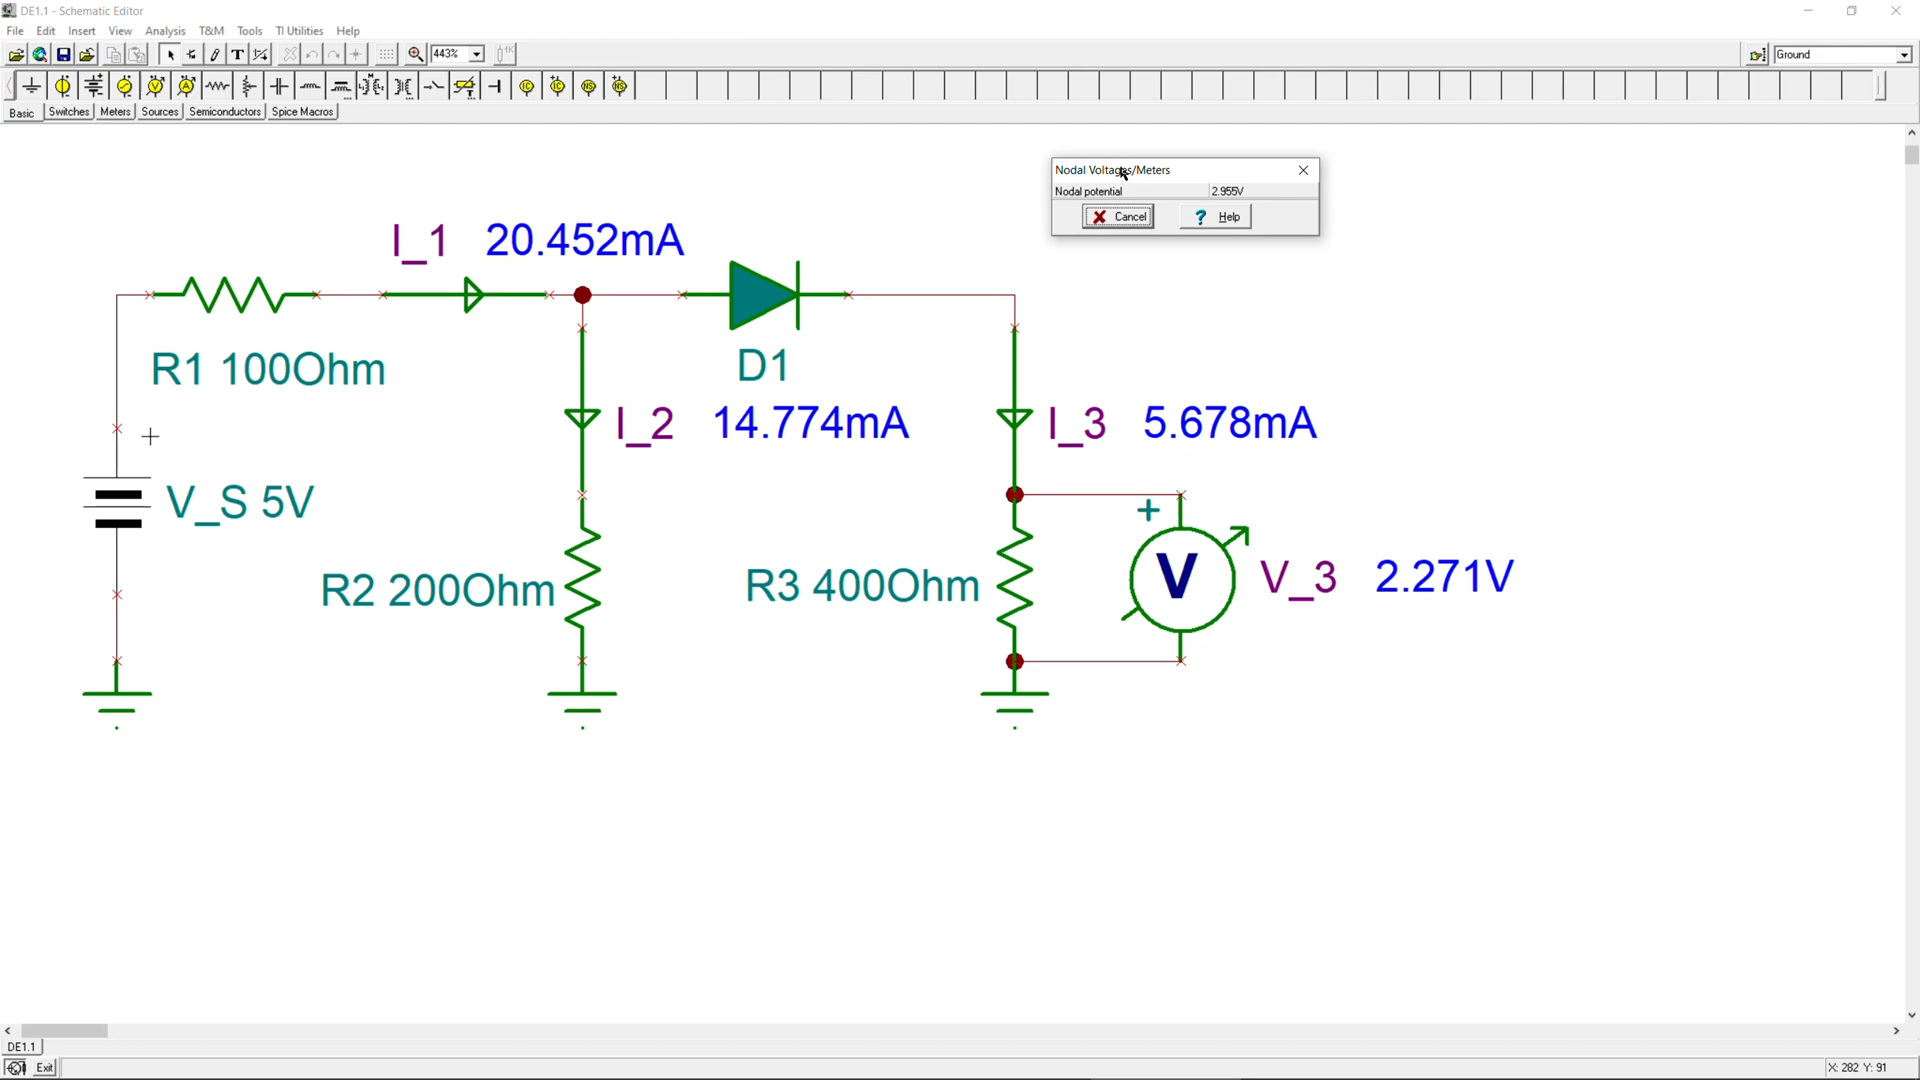 DE1.1 - Schematic Editor
File Edit Insert View Analysis T&M Tools TI Utilities Help
443% Ground
Basic Switches Meters Sources Semiconductors Spice Macros
Nodal Voltages/Meters
Nodal potential 2.955V
Cancel Help
I_1 20.452mA
R1 100Ohm
D1
I_2 14.774mA
I_3 5.678mA
V_S 5V
+
R2 200Ohm
R3 400Ohm
V
V_3 2.271V
DE1.1
Exit
X: 282 Y: 91